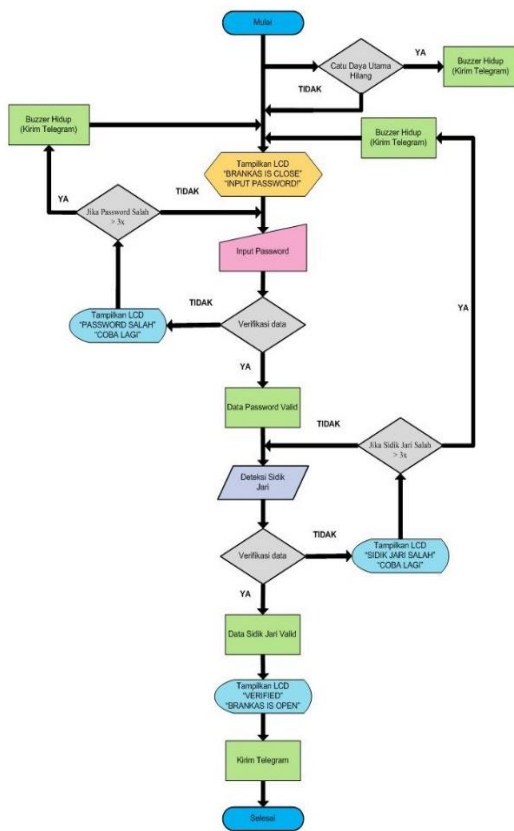 Mulai
Catu Daya Utama
Hilang
YA
Buzzer Hidup
(Kirim Telegram)
TIDAK
Buzzer Hidup
(Kirim Telegram)
Buzzer Hidup
(Kirim Telegram)
Tampilkan LCD
"BRANKAS IS CLOSE"
"INPUT PASSWORD!"
YA
Jika Password Salah
> 3x
TIDAK
Input Password
Tampilkan LCD
"PASSWORD SALAH"
"COBA LAGI"
TIDAK
Verifikasi data
YA
YA
Data Password Valid
TIDAK
Jika Sidik Jari Salah
> 3x
Deteksi Sidik
Jari
Verifikasi data
TIDAK
Tampilkan LCD
"SIDIK JARI SALAH"
"COBA LAGI"
YA
Data Sidik Jari Valid
Tampilkan LCD
"VERIFIED"
"BRANKAS IS OPEN"
Kirim Telegram
Selesai